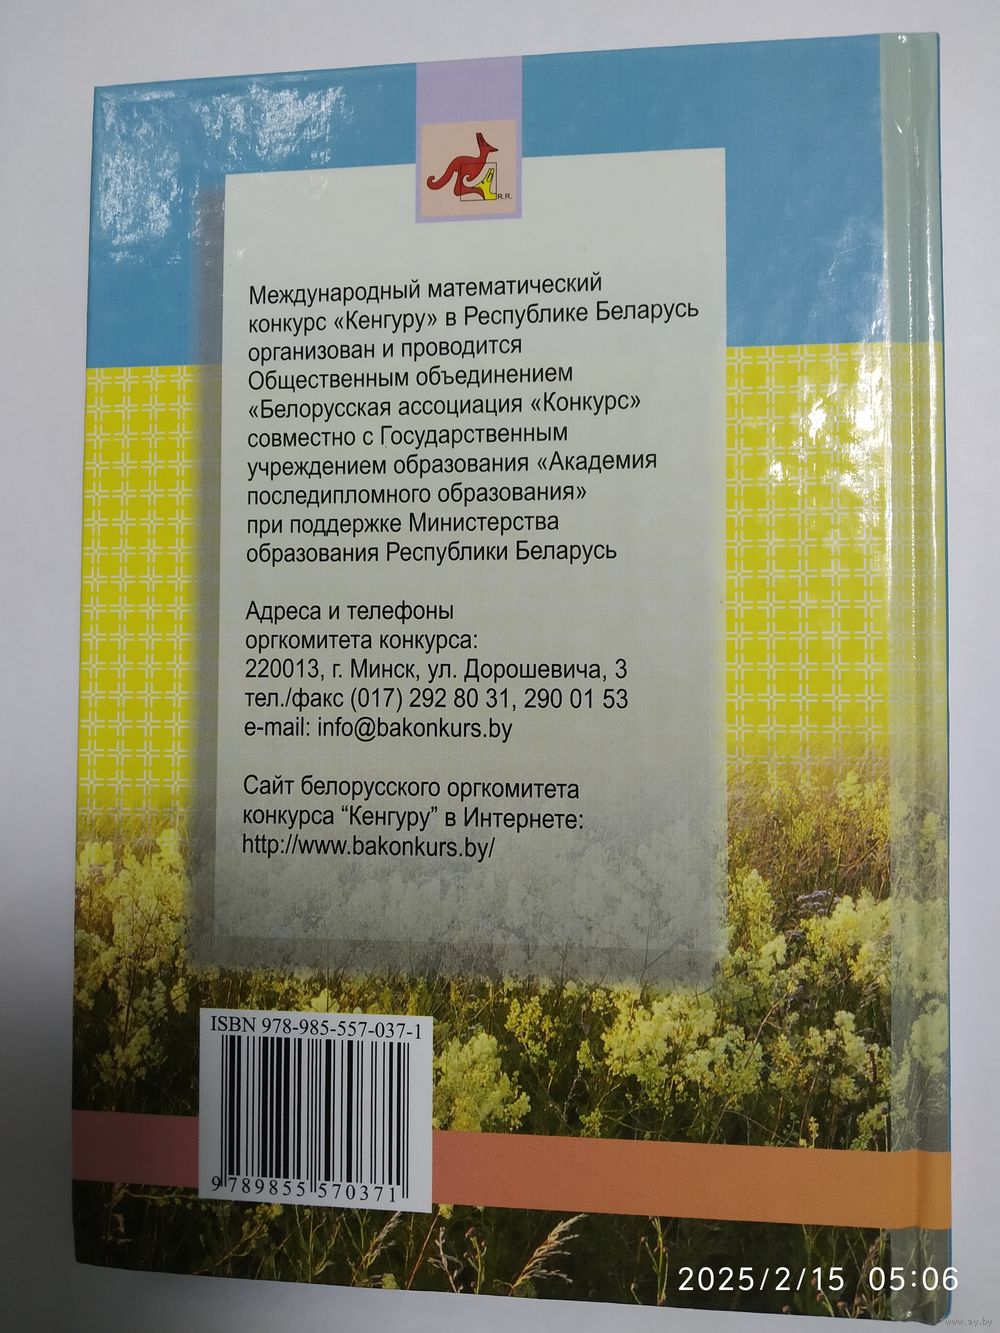 R.R.
Международный математический
конкурс «Кенгуру» в Республике Беларусь
организован и проводится
Общественным объединением
«Белорусская ассоциация «Конкурс»
совместно с Государственным
учреждением образования «Академия
последипломного образования»
при поддержке Министерства
образования Республики Беларусь
Адреса и телефоны
оргкомитета конкурса:
220013, г. Минск, ул. Дорошевича, 3
тел./факс (017) 292 80 31, 290 01 53
e-mail: info@bakonkurs.by
Сайт белорусского оргкомитета
конкурса “Кенгуру” в Интернете:
http://www.bakonkurs.by/
ISBN 978-985-557-037-1
9 789855 570371
2025/2/15 05:06
www.ay.by